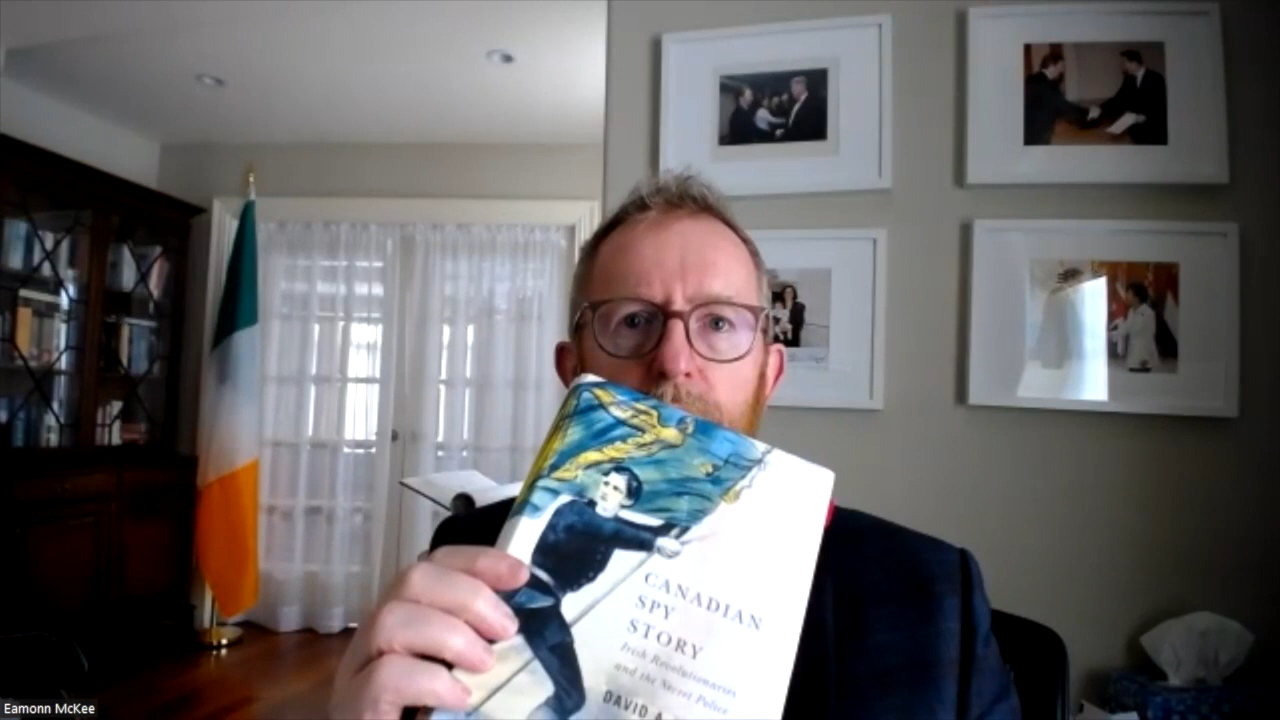 CANADIAN
SPY
STORY
Irish Revolutionaries
and the Secret Police
DAVID A.
Eamonn McKee